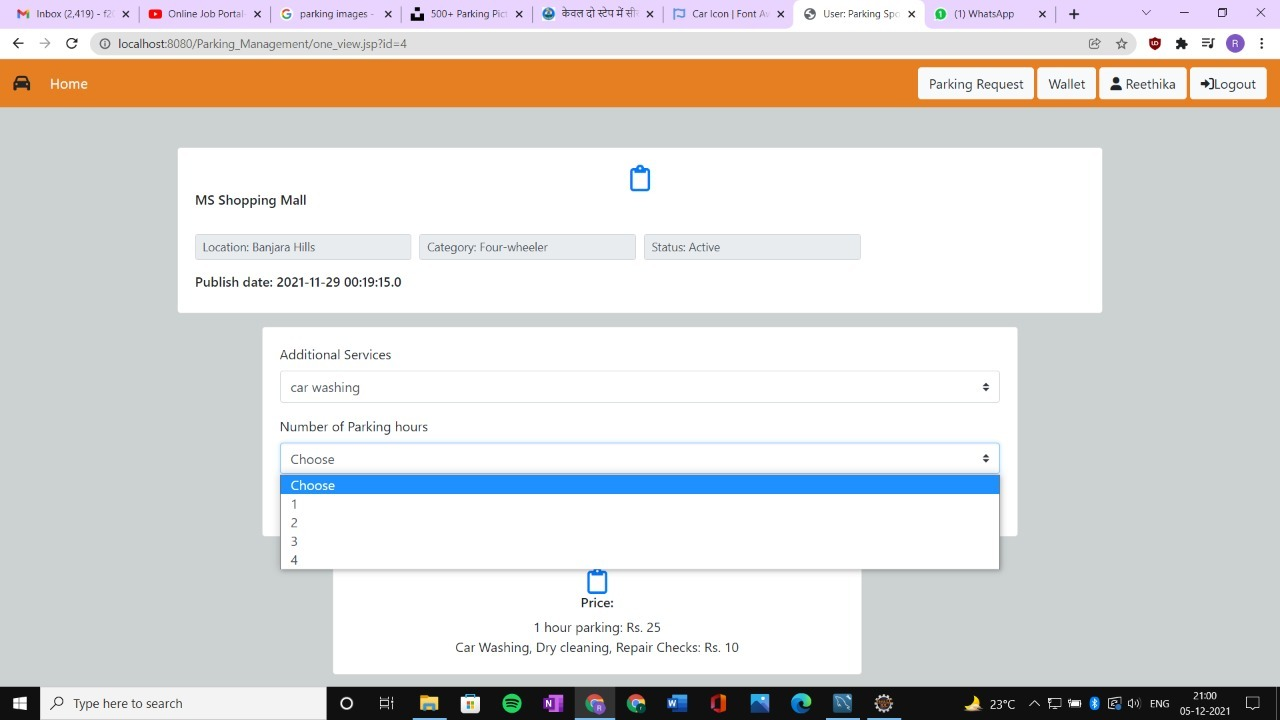 Inbox (2,419) - f20
Online Job Portal
parking images -
500+ Parking Pict
केवल दो स्टेप में सी
Car Icon | Font Aw
User: Parking Spo
(1) WhatsApp
localhost:8080/Parking_Management/one_view.jsp?id=4
R
Home
Parking Request
Wallet
Reethika
Logout
MS Shopping Mall
Location: Banjara Hills
Category: Four-wheeler
Status: Active
Publish date: 2021-11-29 00:19:15.0
Additional Services
car washing
Number of Parking hours
Choose
Choose
1
2
3
4
Price:
1 hour parking: Rs. 25
Car Washing, Dry cleaning, Repair Checks: Rs. 10
Type here to search
23°C
ENG
21:00
05-12-2021